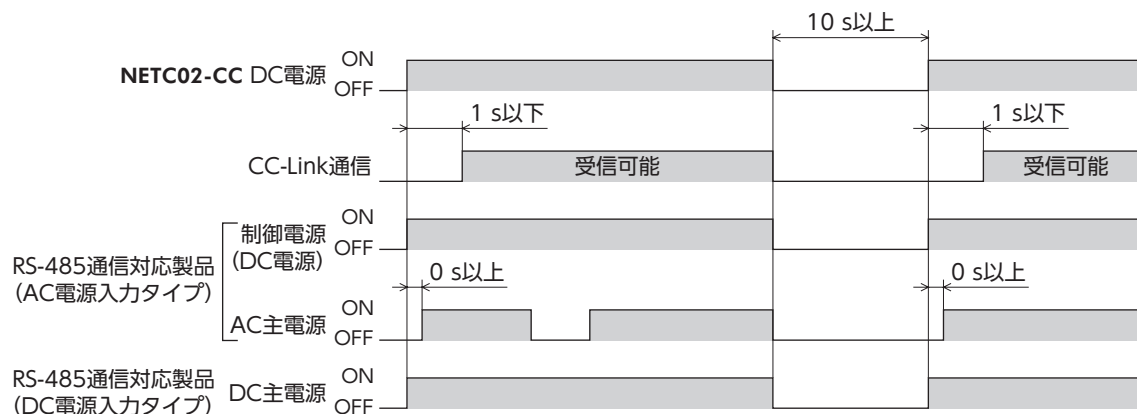 10 s以上
NETC02-CC DC電源
ON
OFF
1 s以下
1 s以下
CC-Link通信
受信可能
受信可能
RS-485通信対応製品
(AC電源入力タイプ)
制御電源
(DC電源)
ON
OFF
0 s以上
0 s以上
AC主電源
ON
OFF
RS-485通信対応製品
(DC電源入力タイプ)
DC主電源
ON
OFF